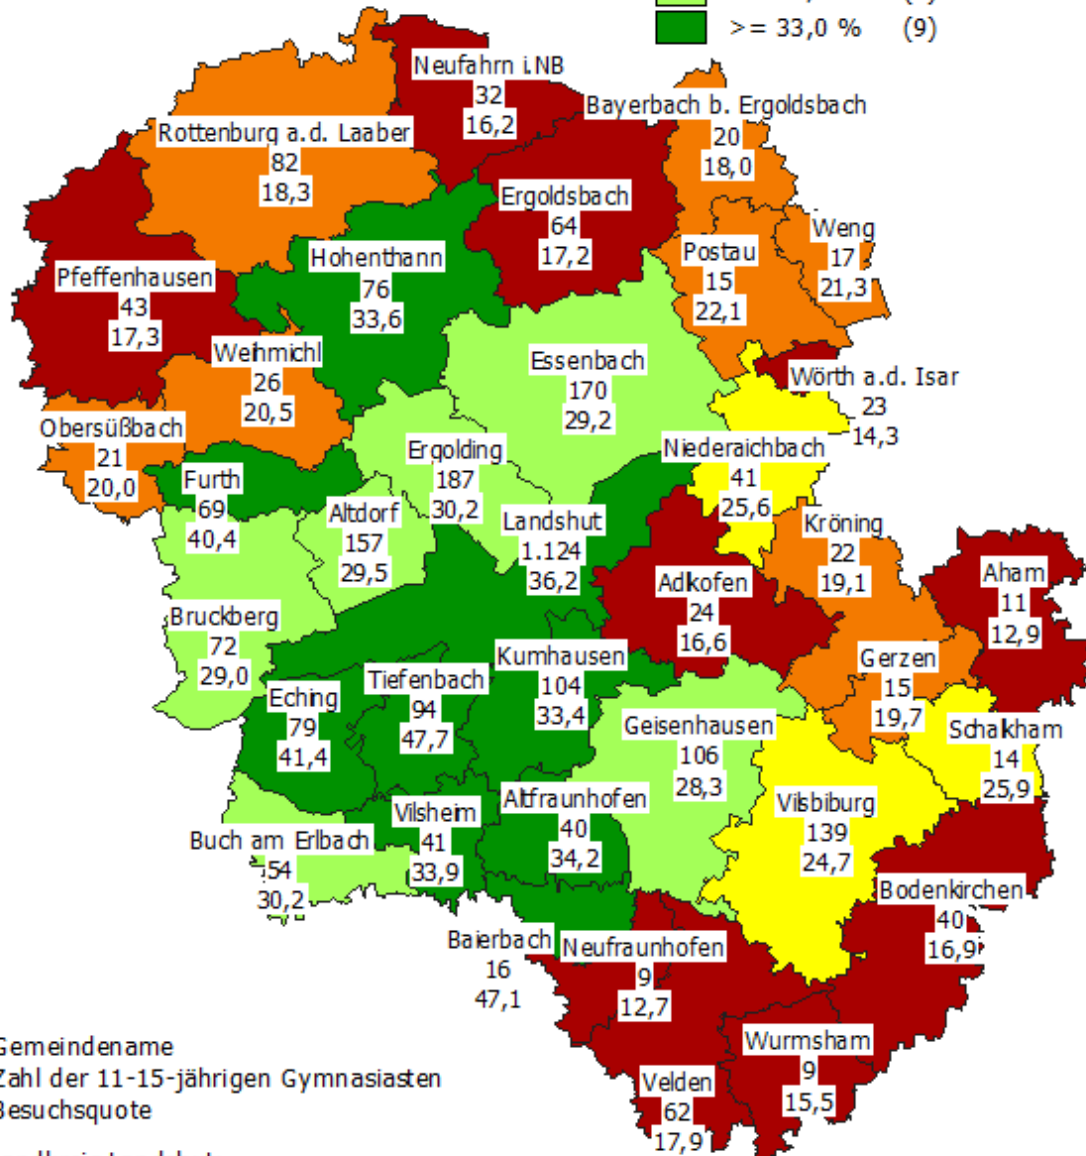 >= 33,0 % (9)
Neufahrn i.NB
32
16,2
Bayerbach b. Ergoldsbach
20
18,0
Rottenburg a.d. Laaber
82
18,3
Ergoldsbach
64
17,2
Weng
17
21,3
Postau
15
22,1
Hohenthann
76
33,6
Pfeffenhausen
43
17,3
Weihmichl
26
20,5
Essenbach
170
29,2
Wörth a.d. Isar
23
14,3
Obersüßbach
21
20,0
Ergolding
187
30,2
Niederaichbach
41
25,6
Furth
69
40,4
Altdorf
157
29,5
Landshut
1.124
36,2
Kröning
22
19,1
Adlkofen
24
16,6
Aham
11
12,9
Bruckberg
72
29,0
Kumhausen
104
33,4
Gerzen
15
19,7
Tiefenbach
94
47,7
Eching
79
41,4
Geisenhausen
106
28,3
Schalkham
14
25,9
Vilsbiburg
139
24,7
Altfraunhofen
40
34,2
Vilsheim
41
33,9
Buch am Erlbach
54
30,2
Bodenkirchen
40
16,9
Baierbach
16
47,1
Neufraunhofen
9
12,7
Wurmsham
9
15,5
Velden
62
17,9
Gemeindename
Zahl der 11-15-jährigen Gymnasiasten
Besuchsquote